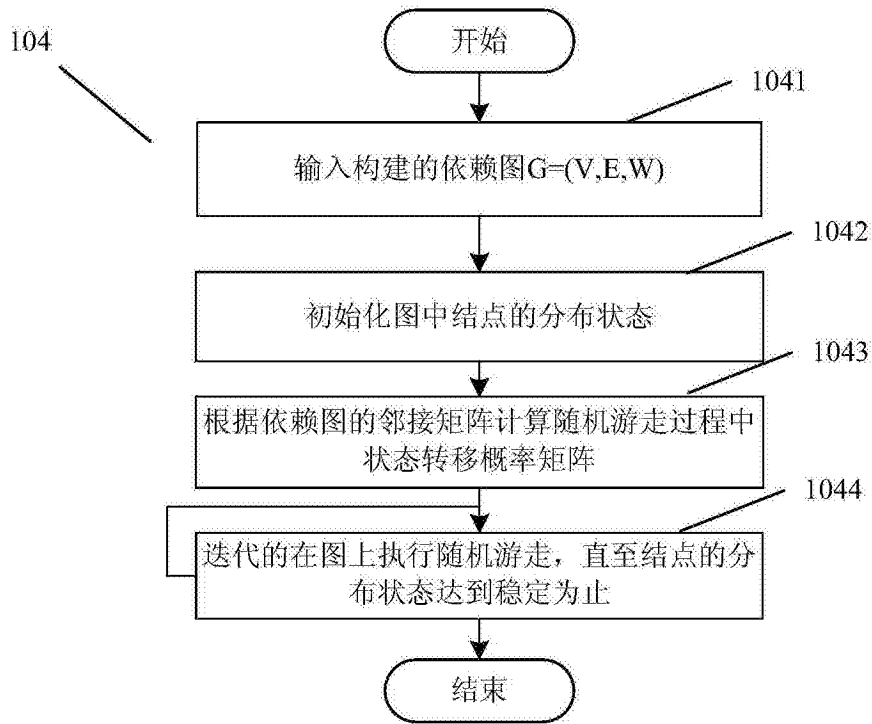 104
开始
1041
输入构建的依赖图G=(V,E,W)
1042
初始化图中结点的分布状态
1043
根据依赖图的邻接矩阵计算随机游走过程中
状态转移概率矩阵
1044
迭代的在图上执行随机游走，直至结点的分
布状态达到稳定为止
结束